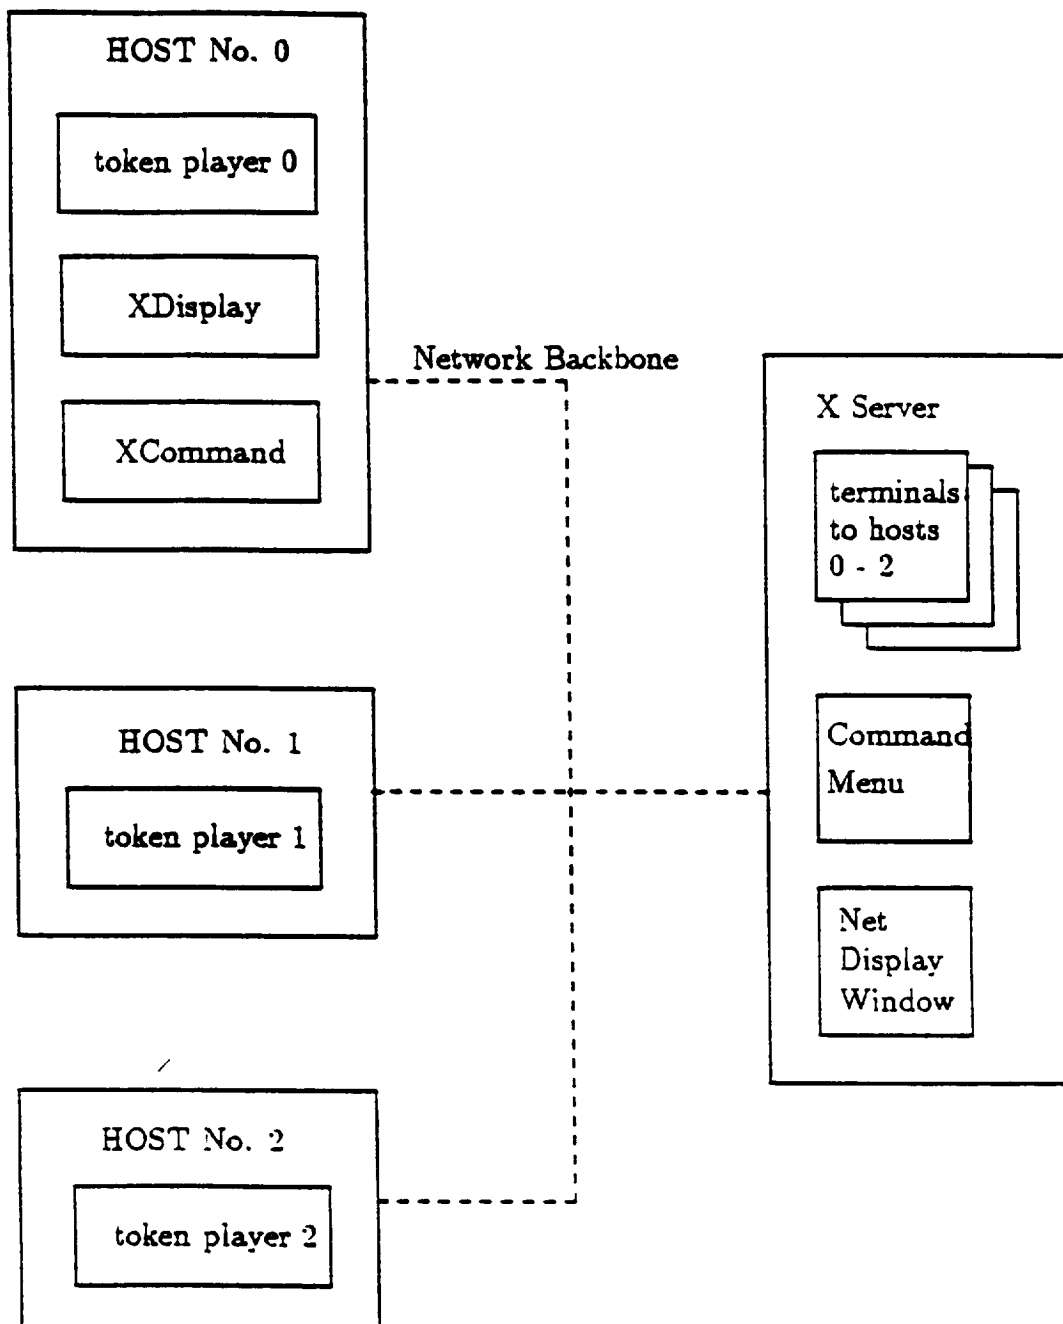 HOST No. 0
token player 0
XDisplay
XCommand
Network Backbone
X Server
terminals
to hosts
0 - 2
Command
Menu
Net
Display
Window
HOST No. 1
token player 1
HOST No. 2
token player 2